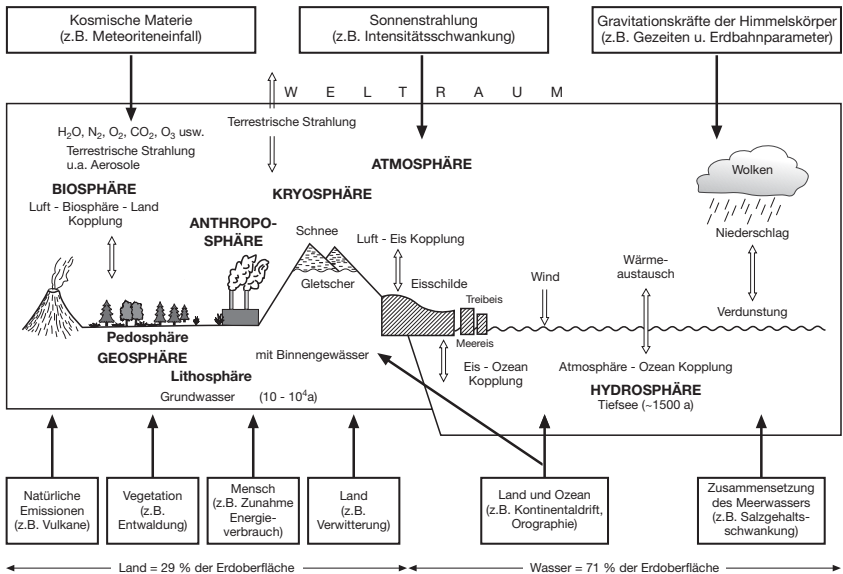 Kosmische Materie
(z.B. Meteoriteneinfall)
Sonnenstrahlung
(z.B. Intensitätsschwankung)
Gravitationskräfte der Himmelskörper
(z.B. Gezeiten u. Erdbahnparameter)
W E L T R A U M
Terrestrische Strahlung
H₂O, N₂, O₂, CO₂, O₃ usw.
Terrestrische Strahlung
u.a. Aerosole
BIOSPHÄRE
Luft - Biosphäre - Land
Kopplung
ATMOSPHÄRE
KRYOSPHÄRE
ANTHROPO-
SPHÄRE
Schnee
Gletscher
Luft - Eis Kopplung
Eisschilde
Treibeis
Meereis
Wind
Wärme-
austausch
Wolken
Niederschlag
Verdunstung
Pedosphäre
GEOSPHÄRE
Lithosphäre
mit Binnengewässer
Grundwasser (10 - 10⁴a)
Eis - Ozean
Kopplung
Atmosphäre - Ozean Kopplung
HYDROSPHÄRE
Tiefsee (~1500 a)
Natürliche
Emissionen
(z.B. Vulkane)
Vegetation
(z.B.
Entwaldung)
Mensch
(z.B. Zunahme
Energie-
verbrauch)
Land
(z.B.
Verwitterung)
Land und Ozean
(z.B. Kontinentaldrift,
Orographie)
Zusammensetzung
des Meerwassers
(z.B. Salzgehalts-
schwankung)
Land = 29 % der Erdoberfläche
Wasser = 71 % der Erdoberfläche